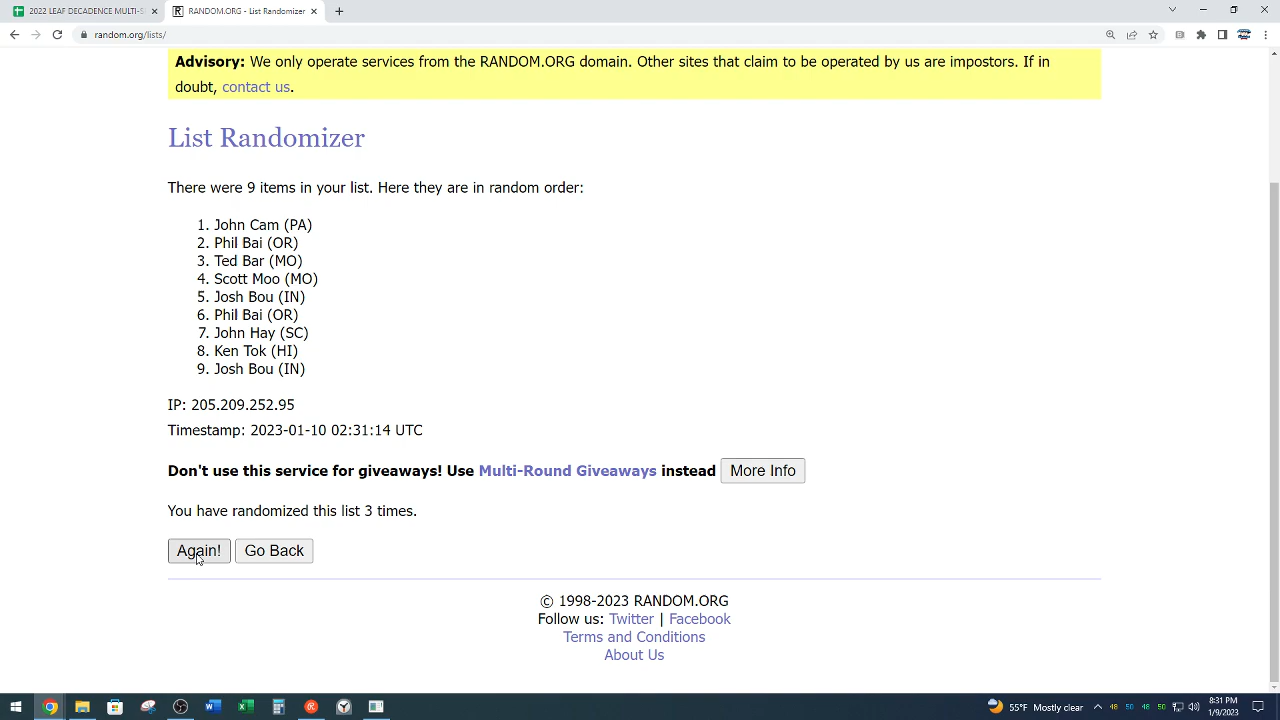 2022 LEAF DECADENCE MULTI-S
RANDOM.ORG - List Randomizer
random.org/lists/
Advisory: We only operate services from the RANDOM.ORG domain. Other sites that claim to be operated by us are impostors. If in
doubt, contact us.
List Randomizer
There were 9 items in your list. Here they are in random order:
1. John Cam (PA)
2. Phil Bai (OR)
3. Ted Bar (MO)
4. Scott Moo (MO)
5. Josh Bou (IN)
6. Phil Bai (OR)
7. John Hay (SC)
8. Ken Tok (HI)
9. Josh Bou (IN)
IP: 205.209.252.95
Timestamp: 2023-01-10 02:31:14 UTC
Don't use this service for giveaways! Use Multi-Round Giveaways instead More Info
You have randomized this list 3 times.
Again! Go Back
© 1998-2023 RANDOM.ORG
Follow us: Twitter | Facebook
Terms and Conditions
About Us
55°F Mostly clear 48 50 48 50 8:31 PM
1/9/2023